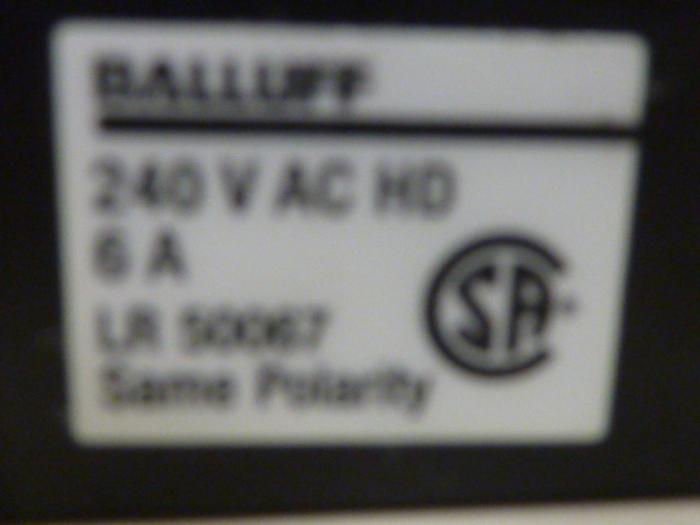 BALLUFF
240 V AC HD
6 A
LR 50067
Same Polarity
SA